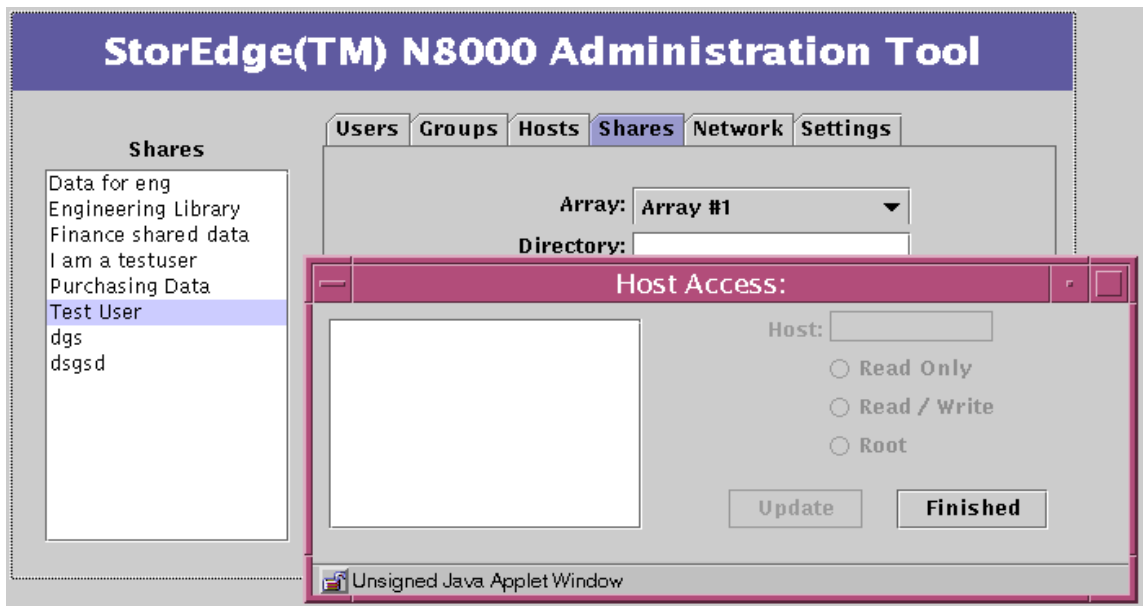 StorEdge(TM) N8000 Administration Tool
Users Groups Hosts Shares Network Settings
Shares
Data for eng
Engineering Library
Finance shared data
I am a testuser
Purchasing Data
Test User
dgs
dsgsd
Array: Array #1
Directory:
Host Access:
Host:
Read Only
Read / Write
Root
Update Finished
Unsigned Java Applet Window